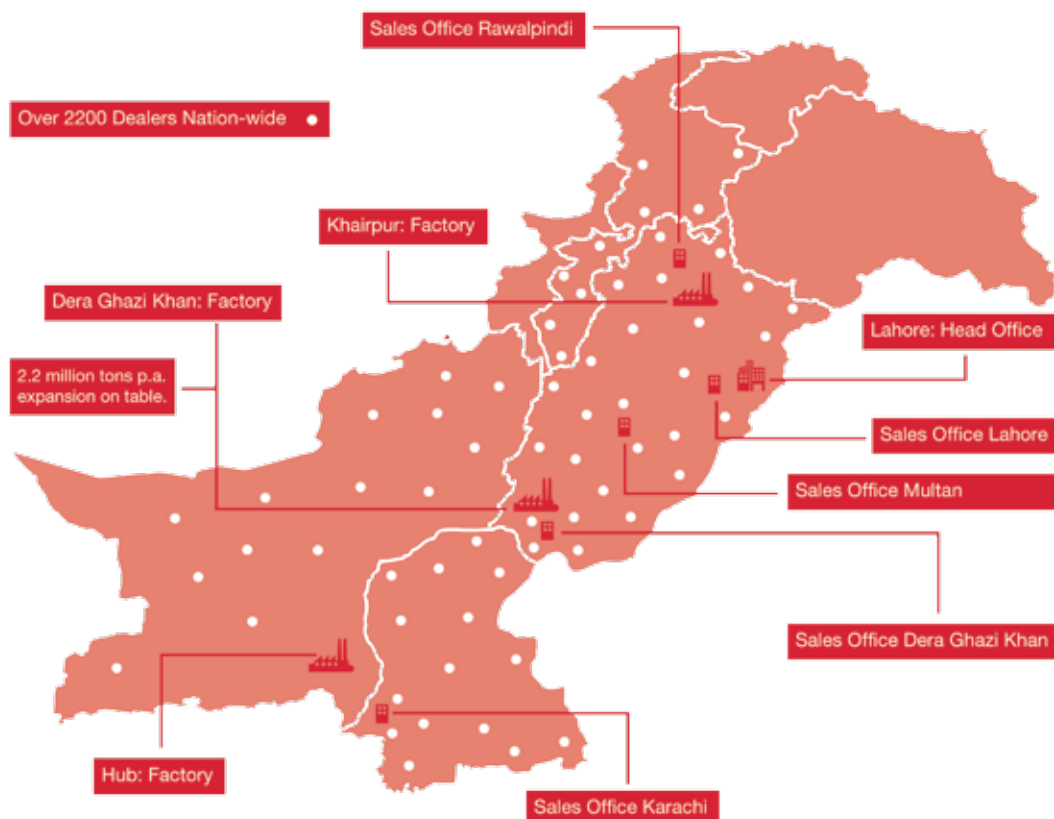 Sales Office Rawalpindi
Over 2200 Dealers Nation-wide
Khairpur: Factory
Dera Ghazi Khan: Factory
Lahore: Head Office
2.2 million tons p.a.
expansion on table.
Sales Office Lahore
Sales Office Multan
Sales Office Dera Ghazi Khan
Hub: Factory
Sales Office Karachi